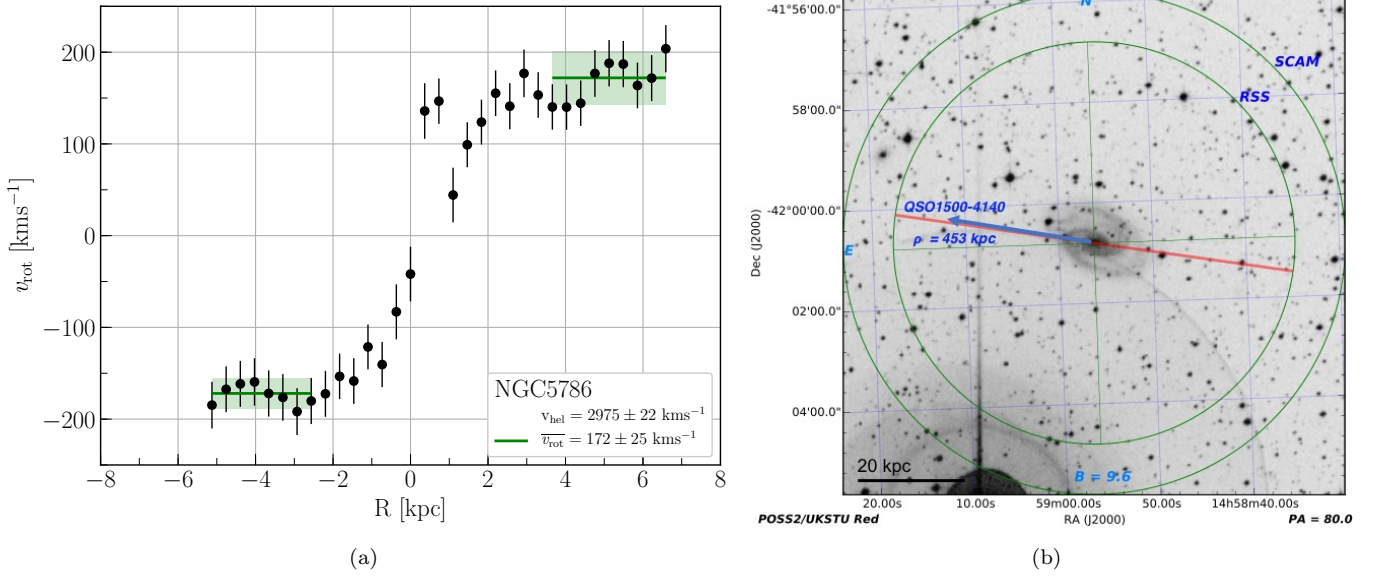 200
100
0
−100
−200
v_rot [kms⁻¹]
NGC5786
v_hel = 2975 ± 22 kms⁻¹
v̅_rot = 172 ± 25 kms⁻¹
−8 −6 −4 −2 0 2 4 6 8
R [kpc]
(a)
N
SCAM
RSS
-41°56'00.0"
58'00.0"
-42°00'00.0"
02'00.0"
04'00.0"
Dec (J2000)
QSO1500-4140
ρ = 453 kpc
E
20 kpc
B = 9.6
20.00s 10.00s 59m00.00s 50.00s 14h58m40.00s
POSS2/UKSTU Red RA (J2000) PA = 80.0
(b)